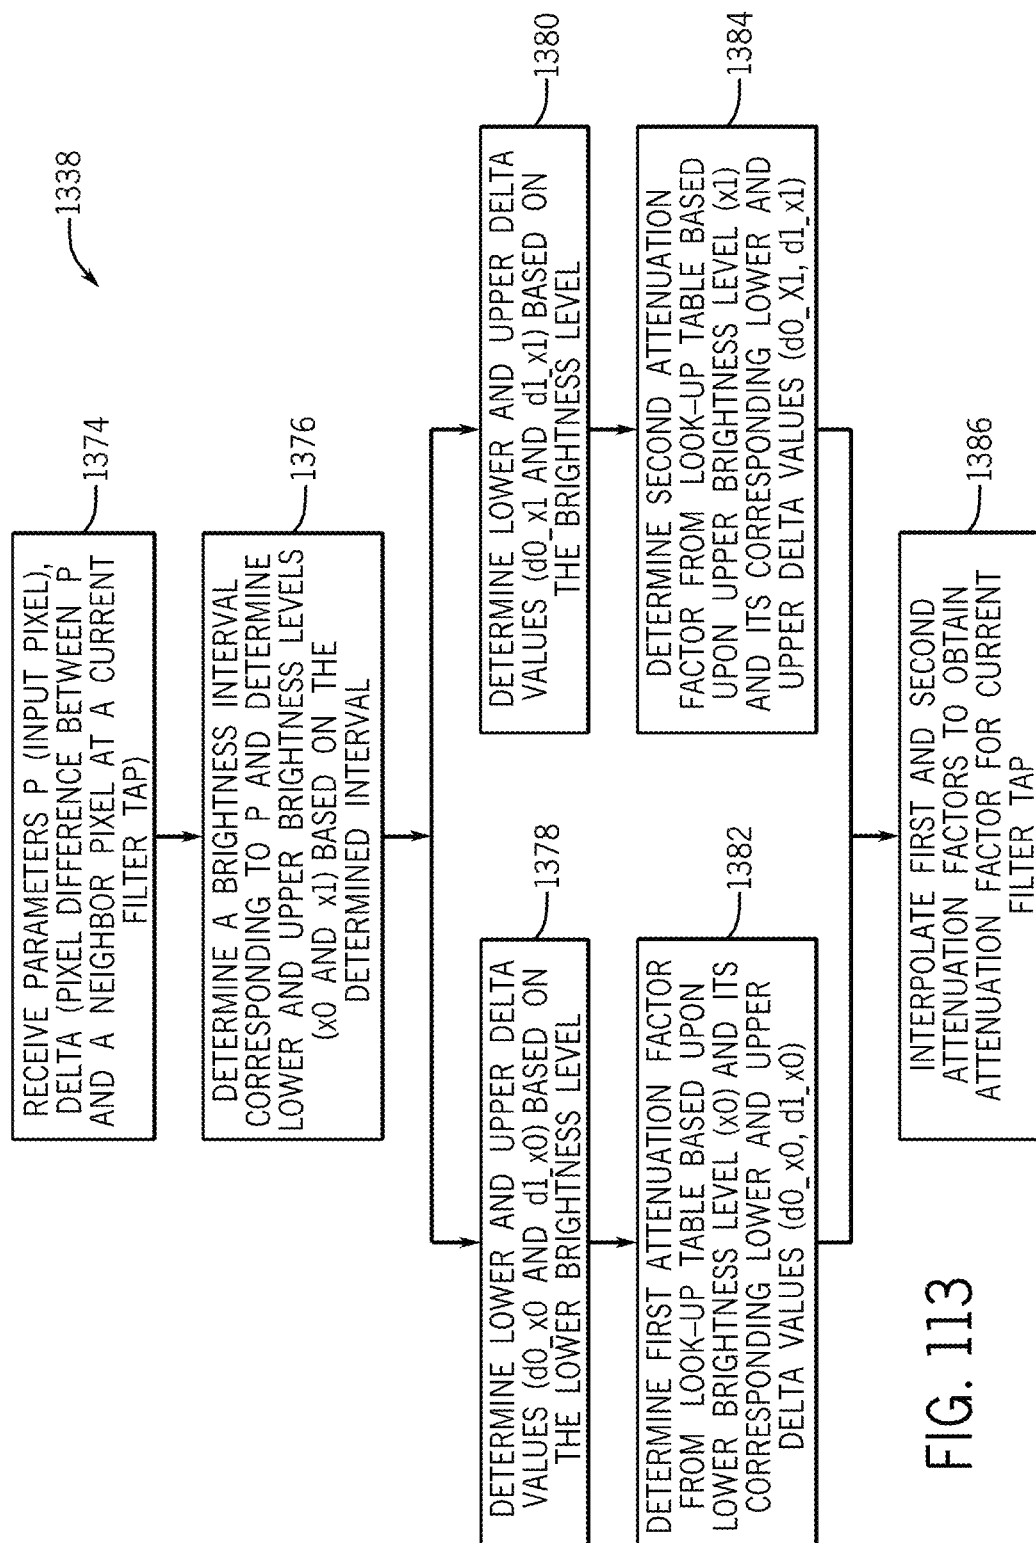 1338
RECEIVE PARAMETERS P (INPUT PIXEL),
DELTA (PIXEL DIFFERENCE BETWEEN P
AND A NEIGHBOR PIXEL AT A CURRENT
FILTER TAP)
1374
DETERMINE A BRIGHTNESS INTERVAL
CORRESPONDING TO P AND DETERMINE
LOWER AND UPPER BRIGHTNESS LEVELS
(x0 AND x1) BASED ON THE
DETERMINED INTERVAL
1376
DETERMINE LOWER AND UPPER DELTA
VALUES (d0_x0 AND d1_x0) BASED ON
THE LOWER BRIGHTNESS LEVEL
1378
DETERMINE LOWER AND UPPER DELTA
VALUES (d0_x1 AND d1_x1) BASED ON
THE BRIGHTNESS LEVEL
1380
DETERMINE FIRST ATTENUATION FACTOR
FROM LOOK-UP TABLE BASED UPON
LOWER BRIGHTNESS LEVEL (x0) AND ITS
CORRESPONDING LOWER AND UPPER
DELTA VALUES (d0_x0, d1_x0)
1382
DETERMINE SECOND ATTENUATION
FACTOR FROM LOOK-UP TABLE BASED
UPON UPPER BRIGHTNESS LEVEL (x1)
AND ITS CORRESPONDING LOWER AND
UPPER DELTA VALUES (d0_X1, d1_x1)
1384
INTERPOLATE FIRST AND SECOND
ATTENUATION FACTORS TO OBTAIN
ATTENUATION FACTOR FOR CURRENT
FILTER TAP
1386
FIG. 113